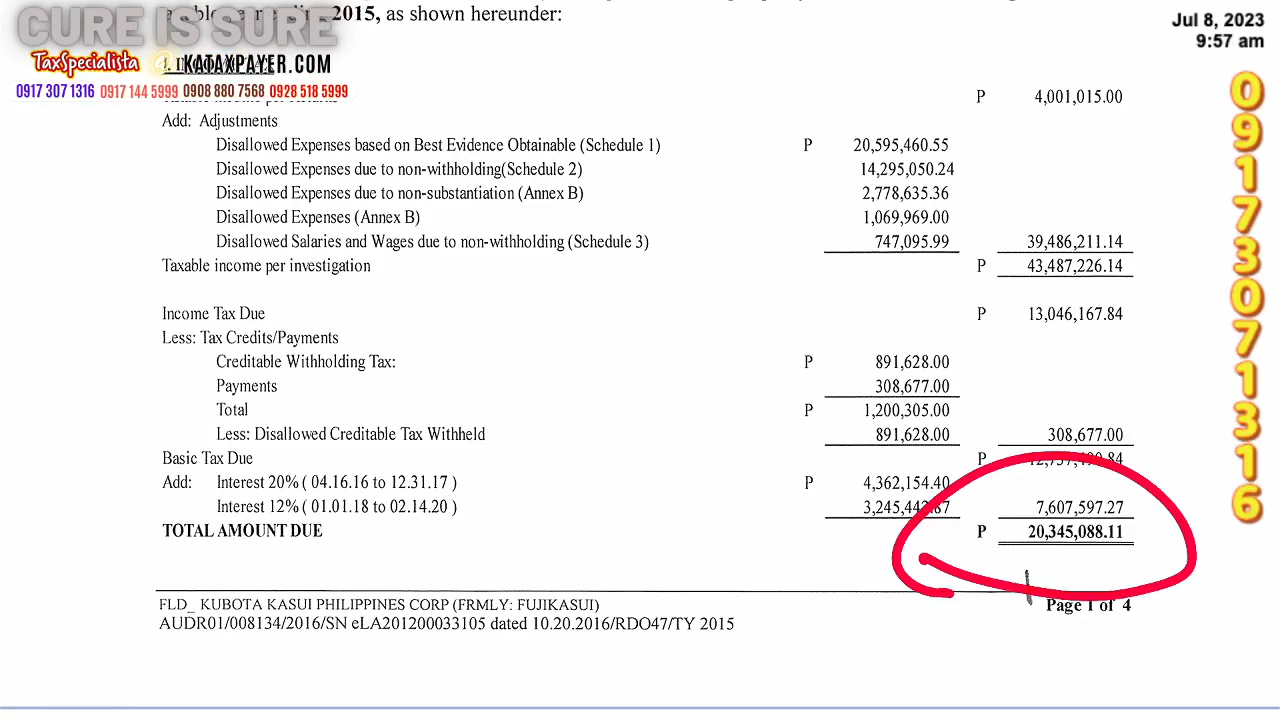 CURE IS SURE
2015, as shown hereunder:
Jul 8, 2023
9:57 am
TaxSpecialista @ KATAXPAYER.COM
0917 307 1316 0917 144 5999 0908 880 7568 0928 518 5999
P 4,001,015.00
Add: Adjustments
Disallowed Expenses based on Best Evidence Obtainable (Schedule 1) P 20,595,460.55
Disallowed Expenses due to non-withholding(Schedule 2) 14,295,050.24
Disallowed Expenses due to non-substantiation (Annex B) 2,778,635.36
Disallowed Expenses (Annex B) 1,069,969.00
Disallowed Salaries and Wages due to non-withholding (Schedule 3) 747,095.99 39,486,211.14
Taxable income per investigation P 43,487,226.14
Income Tax Due P 13,046,167.84
Less: Tax Credits/Payments
Creditable Withholding Tax: P 891,628.00
Payments 308,677.00
Total P 1,200,305.00
Less: Disallowed Creditable Tax Withheld 891,628.00 308,677.00
Basic Tax Due P
Add: Interest 20% ( 04.16.16 to 12.31.17 ) P 4,362,154.40
Interest 12% ( 01.01.18 to 02.14.20 ) 7,607,597.27
TOTAL AMOUNT DUE P 20,345,088.11
FLD_ KUBOTA KASUI PHILIPPINES CORP (FRMLY: FUJIKASUI) Page 1 of 4
AUDR01/008134/2016/SN eLA201200033105 dated 10.20.2016/RDO47/TY 2015
09173071316